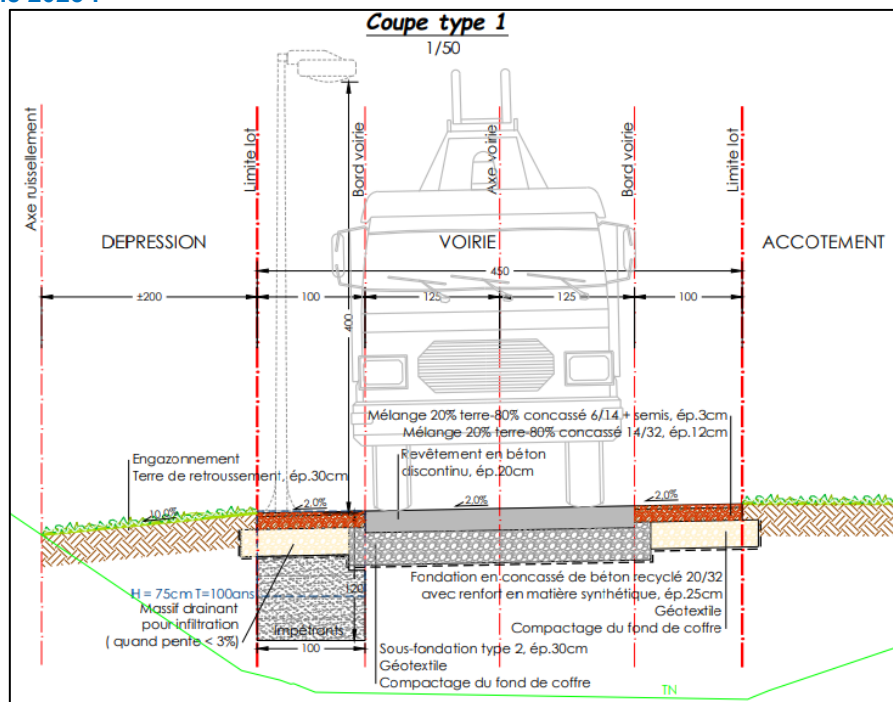 Coupe type 1
1/50
Axe ruissellement
Limite lot
Bord voirie
Axe voirie
Bord voirie
Limite lot
DEPRESSION
VOIRIE
ACCOTEMENT
450
±200
100
125
125
100
400
Mélange 20% terre-80% concassé 6/14 + semis, ép.3cm
Mélange 20% terre-80% concassé 14/32, ép.12cm
Revêtement en béton
discontinu, ép.20cm
Engazonnement
Terre de retroussement, ép.30cm
10,0%
2,0%
2,0%
2,0%
H = 75cm T=100ans
Massif drainant
pour infiltration
( quand pente < 3%)
120
Impétrants
100
Fondation en concassé de béton recyclé 20/32
avec renfort en matière synthétique, ép.25cm
Géotextile
Compactage du fond de coffre
Sous-fondation type 2, ép.30cm
Géotextile
Compactage du fond de coffre
TN